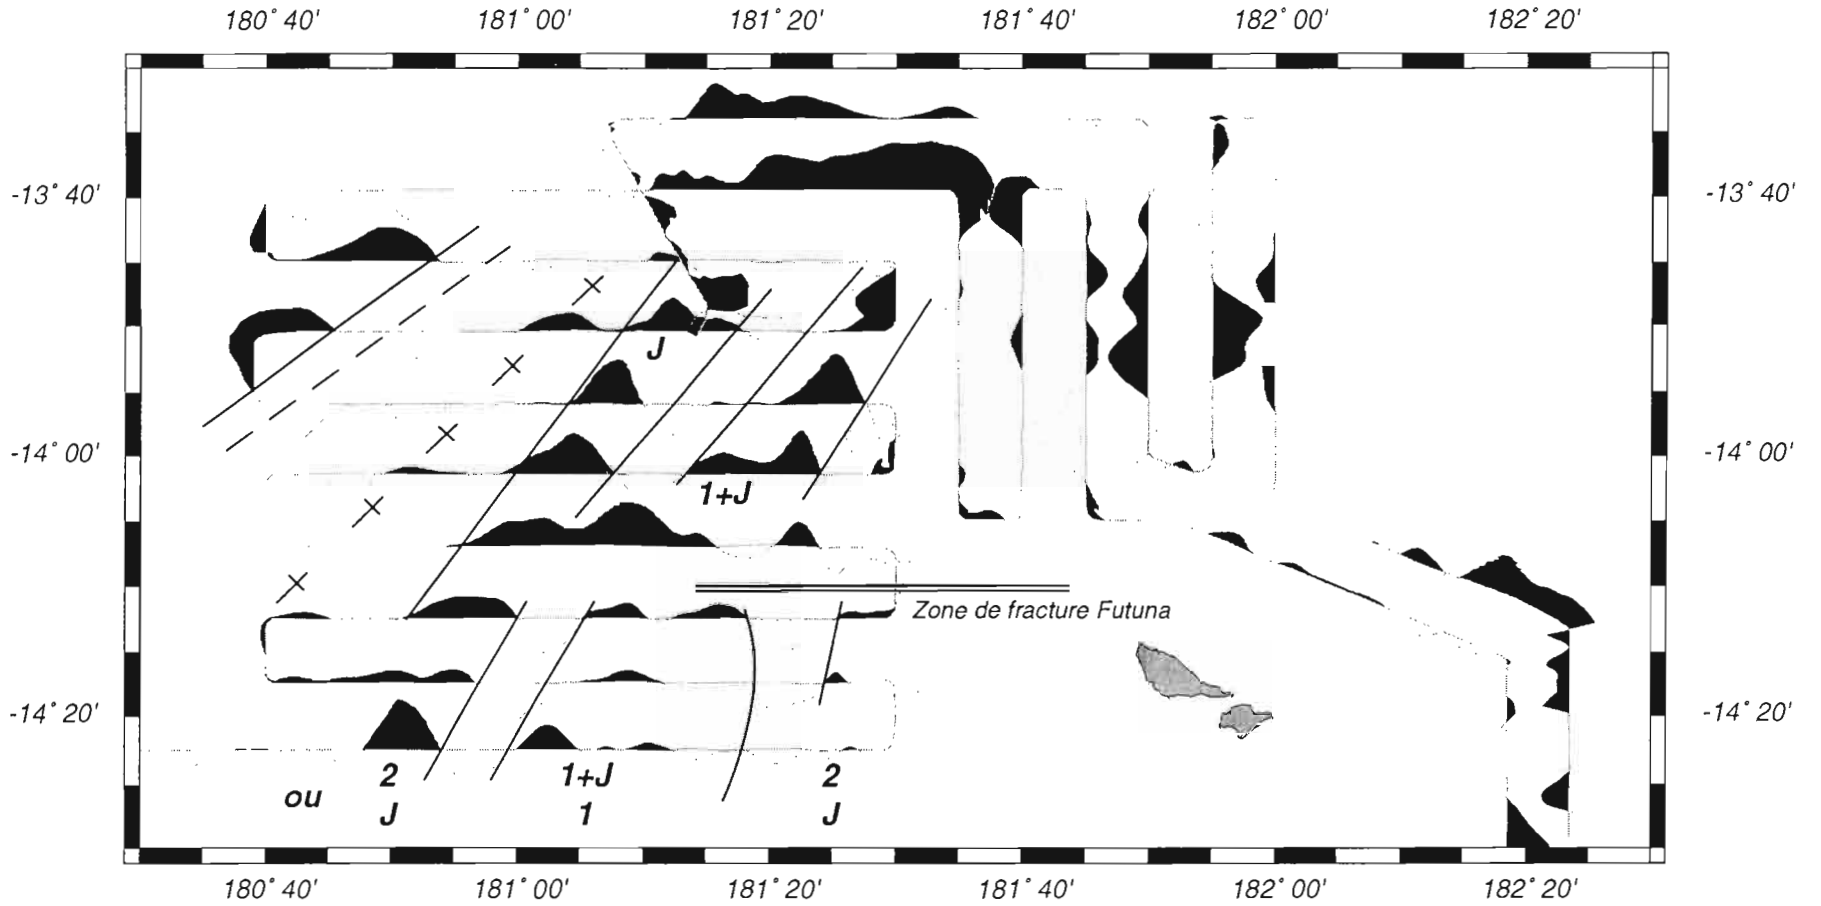 180° 40' 181° 00' 181° 20' 181° 40' 182° 00' 182° 20'
-13° 40' -13° 40'
J
-14° 00' J -14° 00'
1+J
Zone de fracture Futuna
-14° 20' -14° 20'
2 1+J 2
ou J 1 J
180° 40' 181° 00' 181° 20' 181° 40' 182° 00' 182° 20'